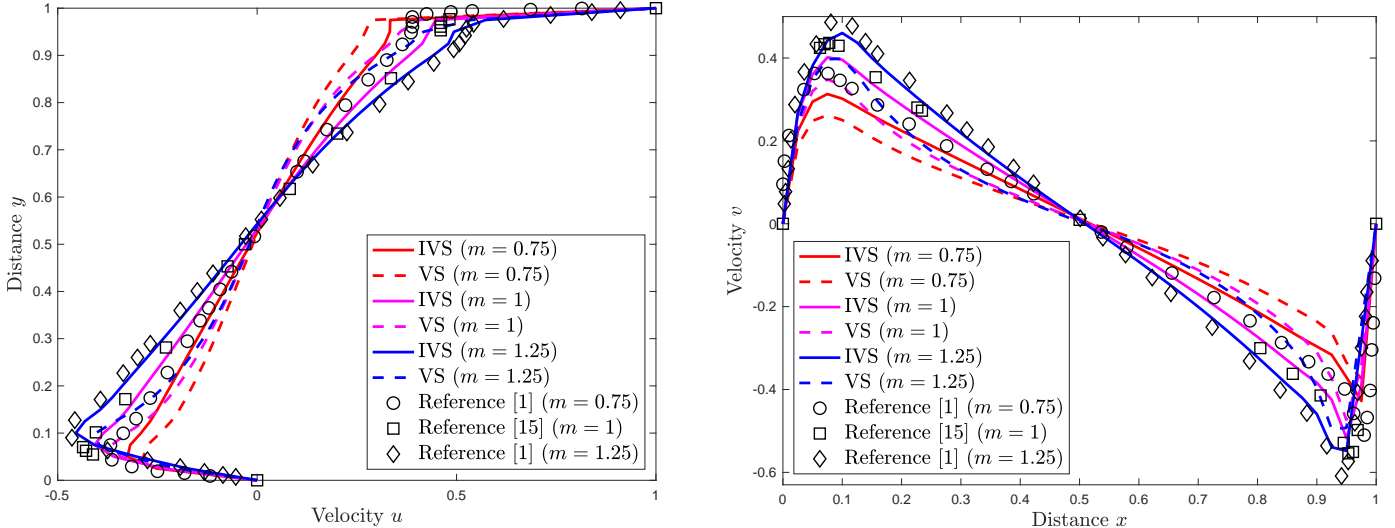 1
0.9
0.8
0.7
0.6
0.5
0.4
0.3
0.2
0.1
0
-0.5
0
0.5
1
Distance y
Velocity u
IVS (m = 0.75)
VS (m = 0.75)
IVS (m = 1)
VS (m = 1)
IVS (m = 1.25)
VS (m = 1.25)
Reference [1] (m = 0.75)
Reference [15] (m = 1)
Reference [1] (m = 1.25)
0.4
0.2
0
-0.2
-0.4
-0.6
0
0.1
0.2
0.3
0.4
0.5
0.6
0.7
0.8
0.9
1
Velocity v
Distance x
IVS (m = 0.75)
VS (m = 0.75)
IVS (m = 1)
VS (m = 1)
IVS (m = 1.25)
VS (m = 1.25)
Reference [1] (m = 0.75)
Reference [15] (m = 1)
Reference [1] (m = 1.25)